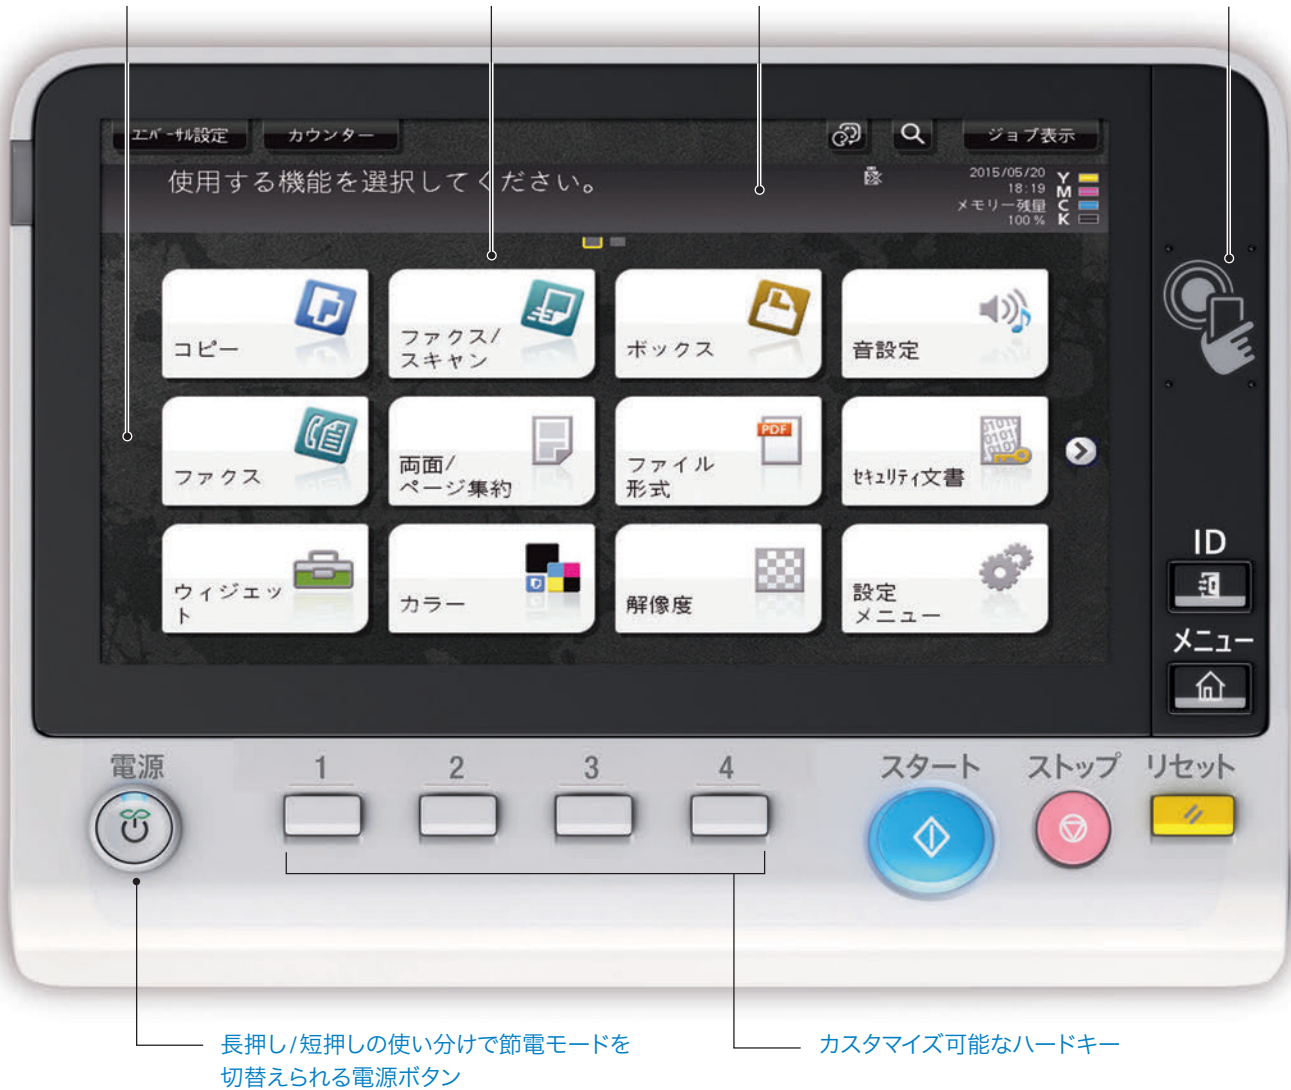 ユニバーサル設定
カウンター
ジョブ表示
使用する機能を選択してください。
2015/05/20
18:19
メモリー残量
100 %
Y
M
C
K
コピー
ファクス/
スキャン
ボックス
音設定
ファクス
両面/
ページ集約
PDF
ファイル
形式
セキュリティ文書
ウィジェッ
ト
カラー
解像度
設定
メニュー
ID
メニュー
電源
1
2
3
4
スタート
ストップ
リセット
長押し/短押しの使い分けで節電モードを
切替えられる電源ボタン
カスタマイズ可能なハードキー